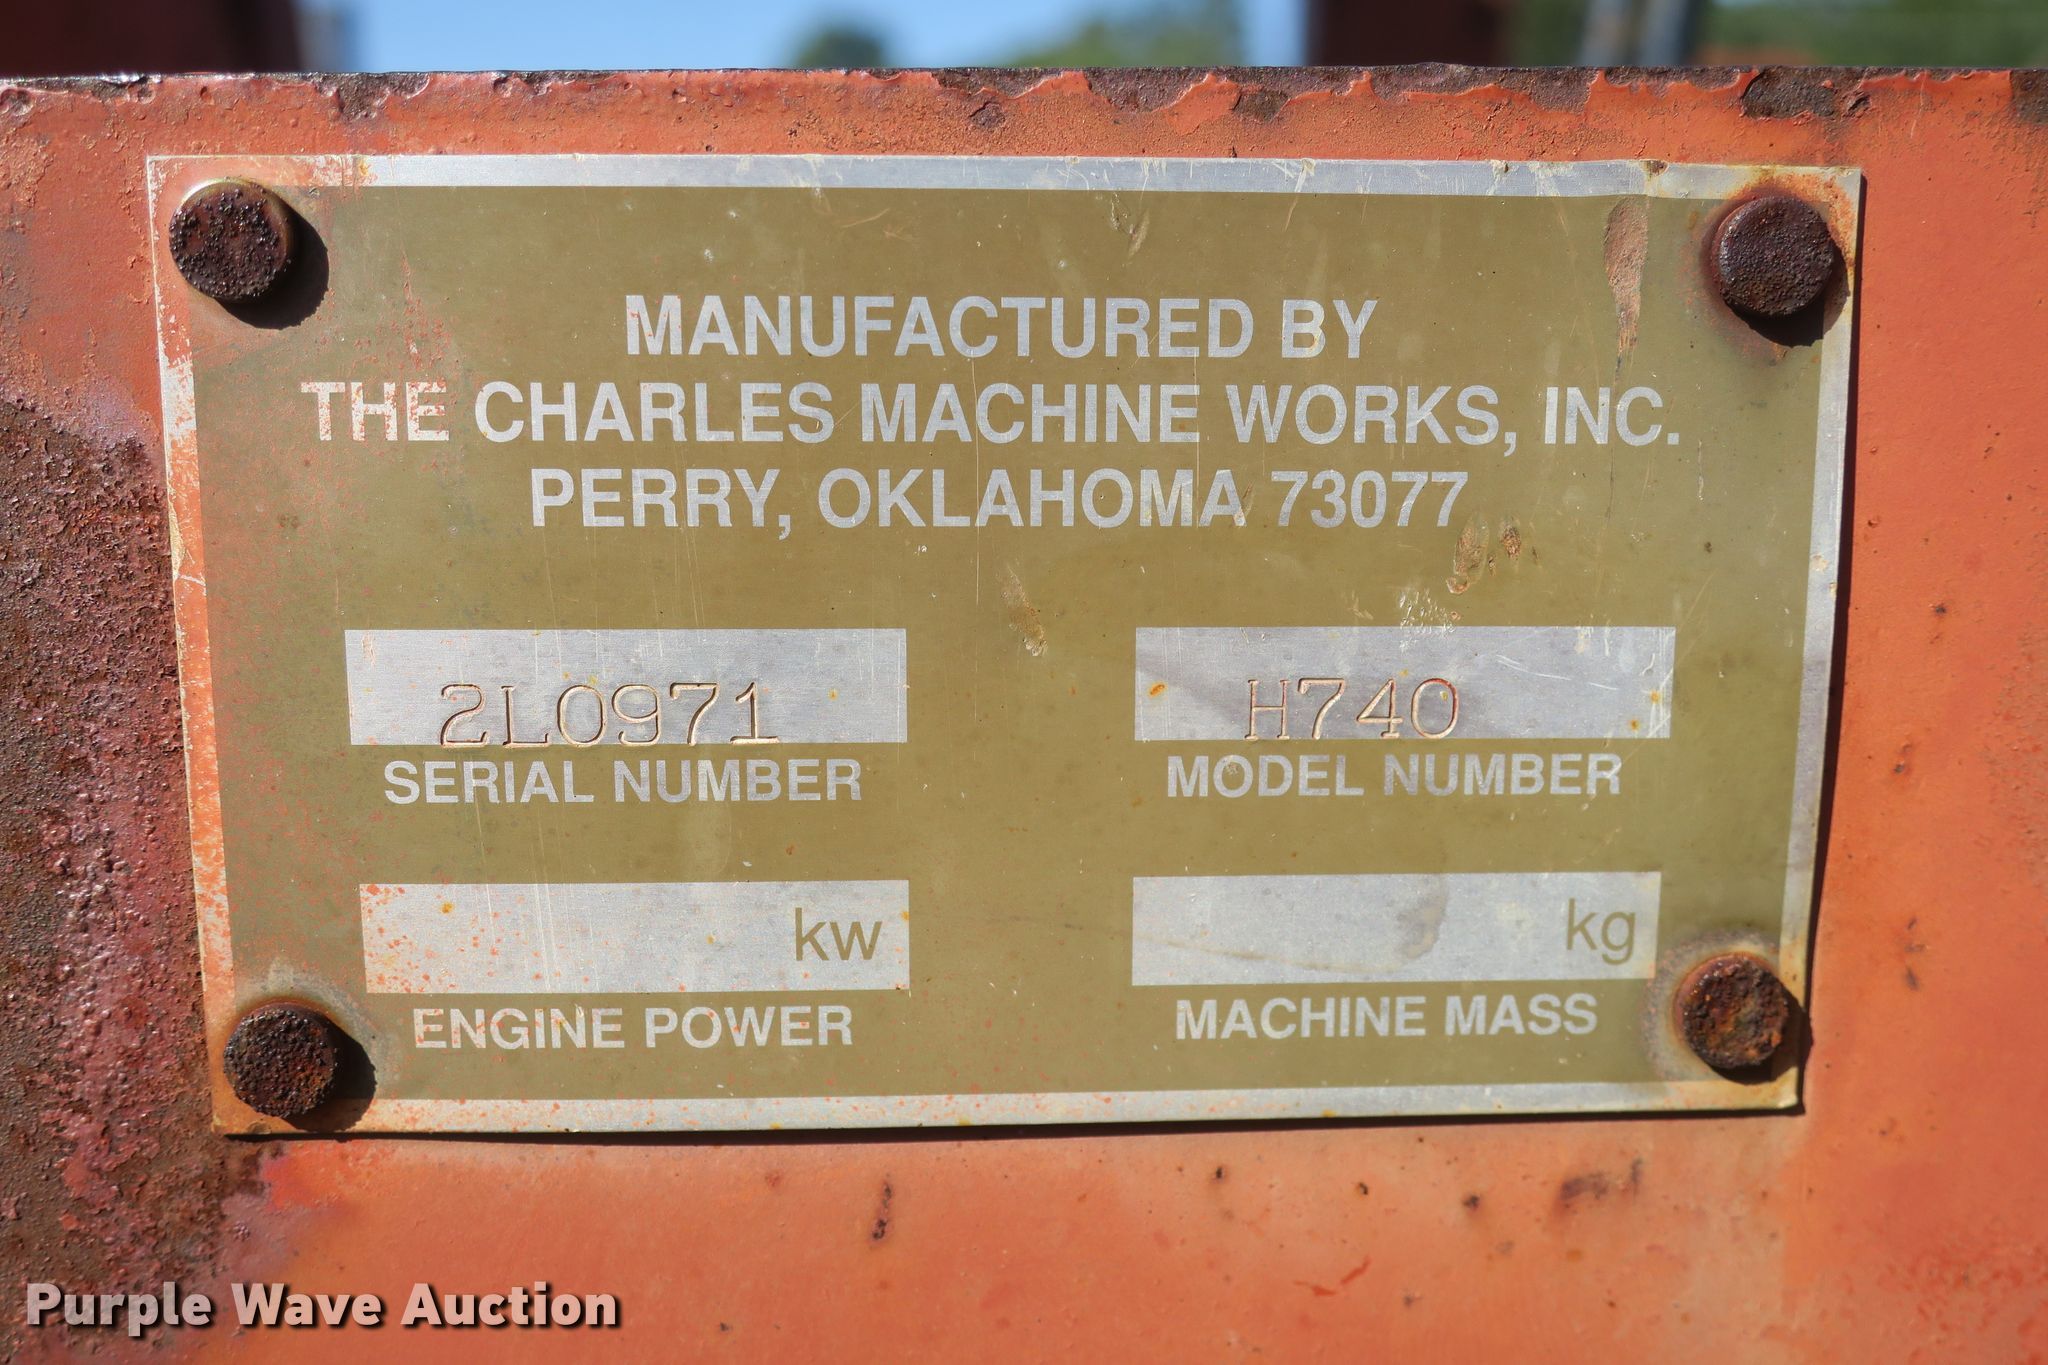 MANUFACTURED BY
THE CHARLES MACHINE WORKS, INC.
PERRY, OKLAHOMA 73077
2L0971 H740
SERIAL NUMBER MODEL NUMBER
kw kg
ENGINE POWER MACHINE MASS
Purple Wave Auction